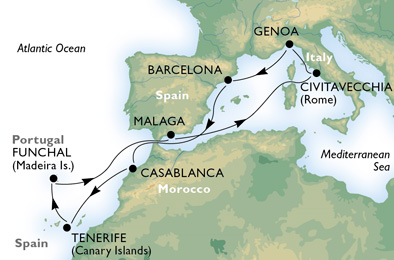 GENOA
Atlantic Ocean
Italy
BARCELONA
CIVITAVECCHIA
(Rome)
Spain
MALAGA
Portugal
FUNCHAL
(Madeira Is.)
Mediterranean
Sea
CASABLANCA
Morocco
Spain
TENERIFE
(Canary Islands)